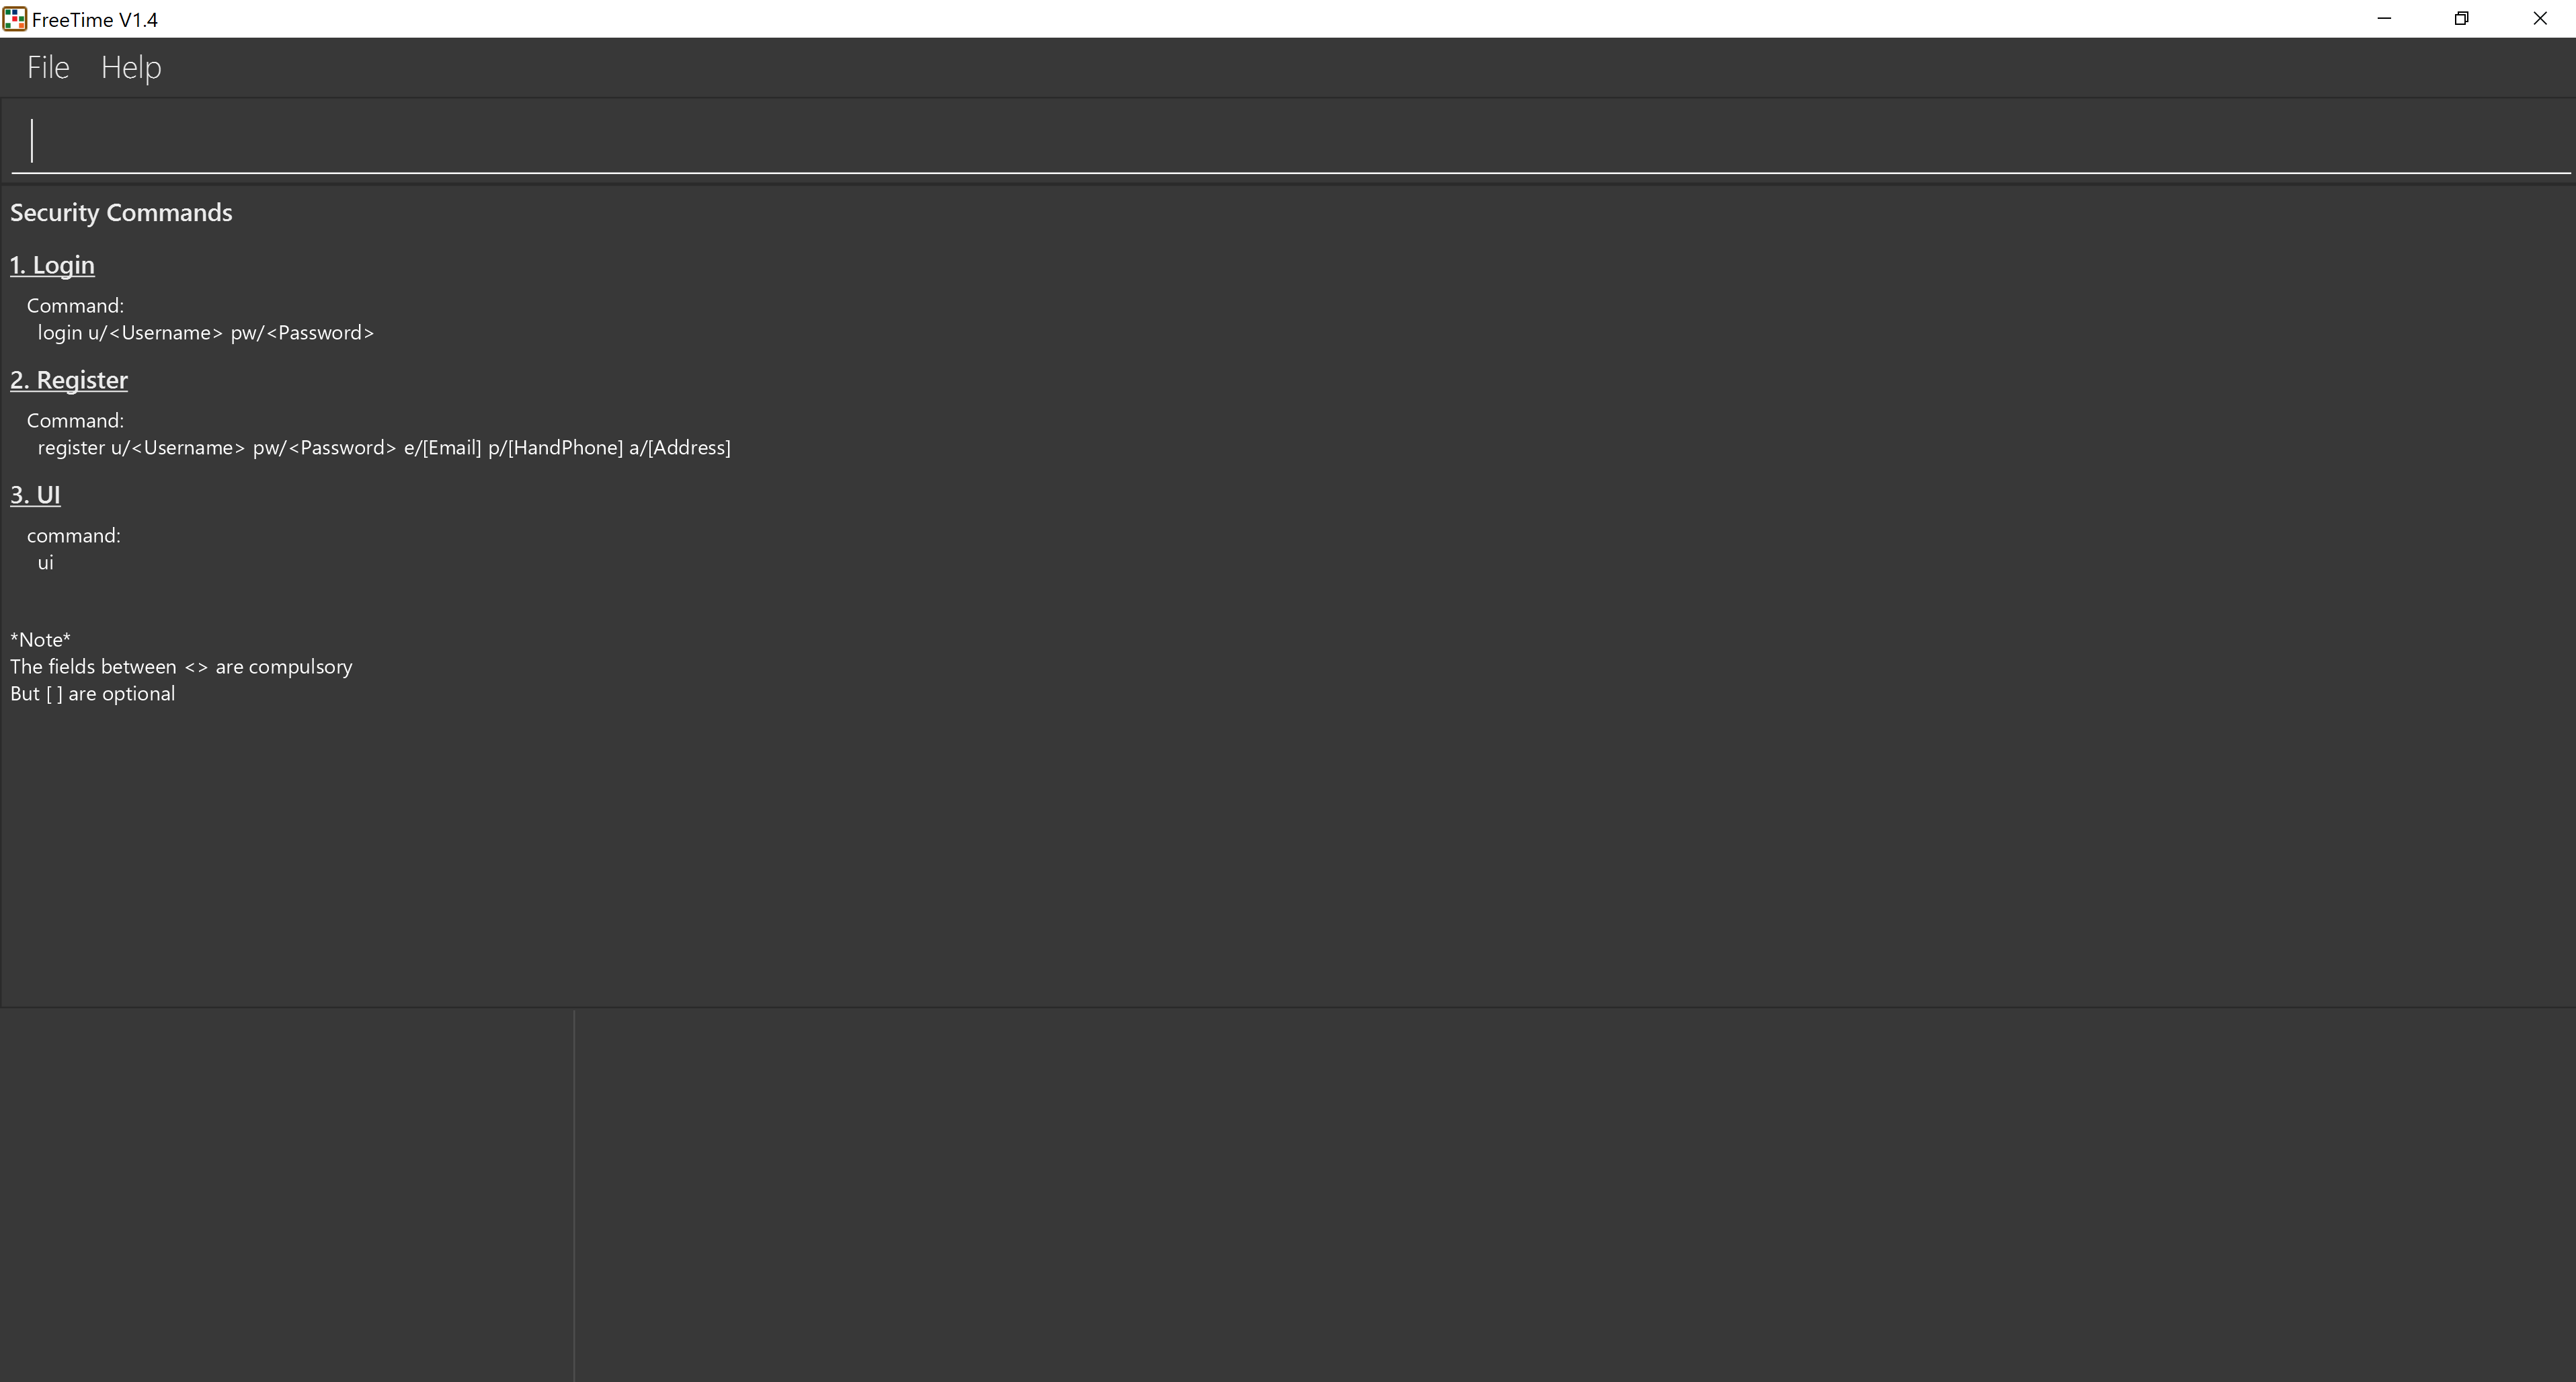 FreeTime V1.4
File Help
Security Commands
1. Login
Command:
login u/<Username> pw/<Password>
2. Register
Command:
register u/<Username> pw/<Password> e/[Email] p/[HandPhone] a/[Address]
3. UI
command:
ui
*Note*
The fields between <> are compulsory
But [ ] are optional